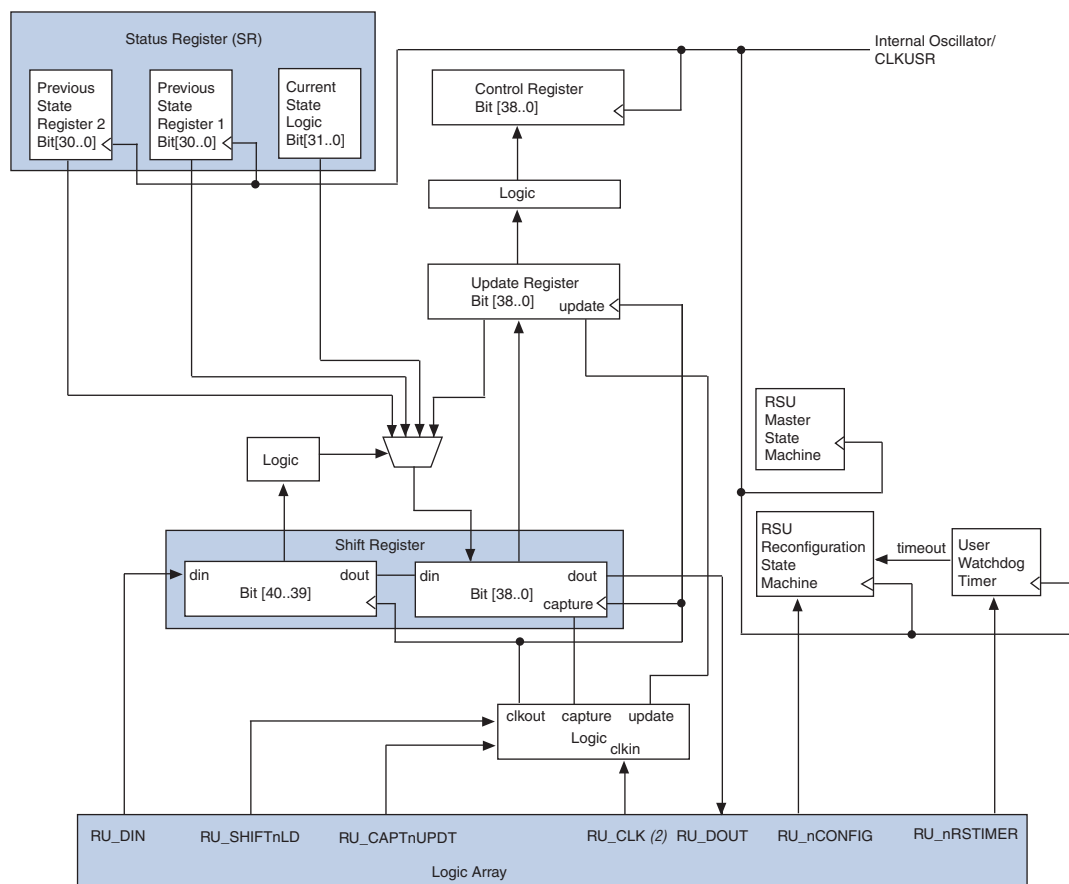 Status Register (SR)
Previous
State
Register 2
Bit[30..0]
Previous
State
Register 1
Bit[30..0]
Current
State
Logic
Bit[31..0]
Internal Oscillator/
CLKUSR
Control Register
Bit [38..0]
Logic
Update Register
Bit [38..0]
update
RSU
Master
State
Machine
Logic
Shift Register
din
dout
Bit [40..39]
din
dout
Bit [38..0]
capture
RSU
Reconfiguration
State
Machine
timeout
User
Watchdog
Timer
clkout
capture
update
Logic
clkin
RU_DIN
RU_SHIFTnLD
RU_CAPTnUPDT
RU_CLK (2)
RU_DOUT
RU_nCONFIG
RU_nRSTIMER
Logic Array